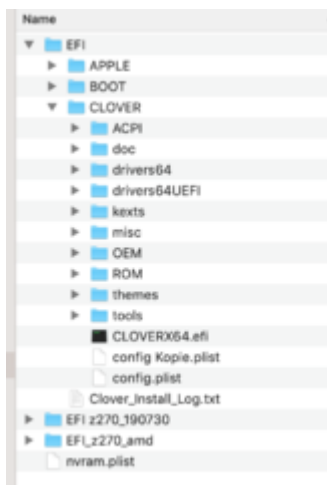 Name
EFI
APPLE
BOOT
CLOVER
ACPI
doc
drivers64
drivers64UEFI
kexts
misc
OEM
ROM
themes
tools
CLOVERX64.efi
config Kopie.plist
config.plist
Clover_Install_Log.txt
EFI z270_190730
EFI_z270_amd
nvram.plist